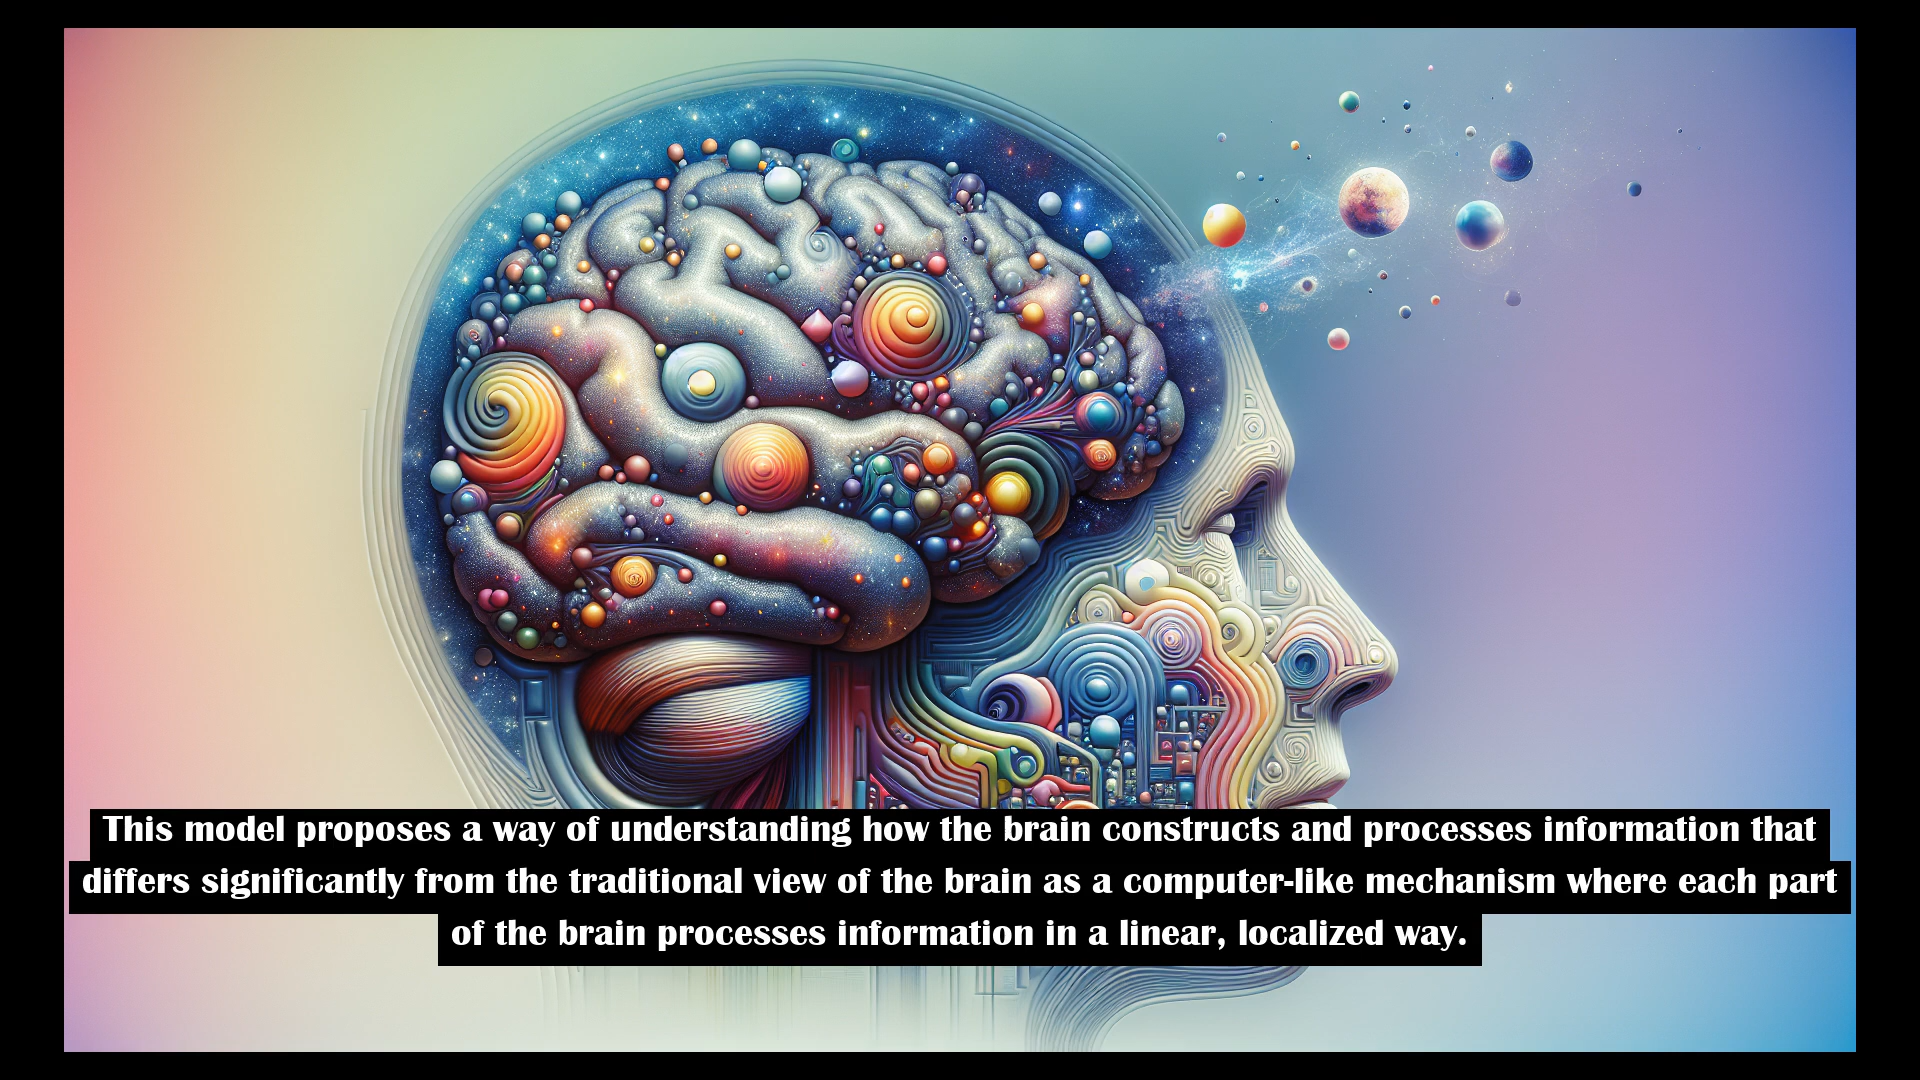 This model proposes a way of understanding how the brain constructs and processes information that
differs significantly from the traditional view of the brain as a computer-like mechanism where each part
of the brain processes information in a linear, localized way.